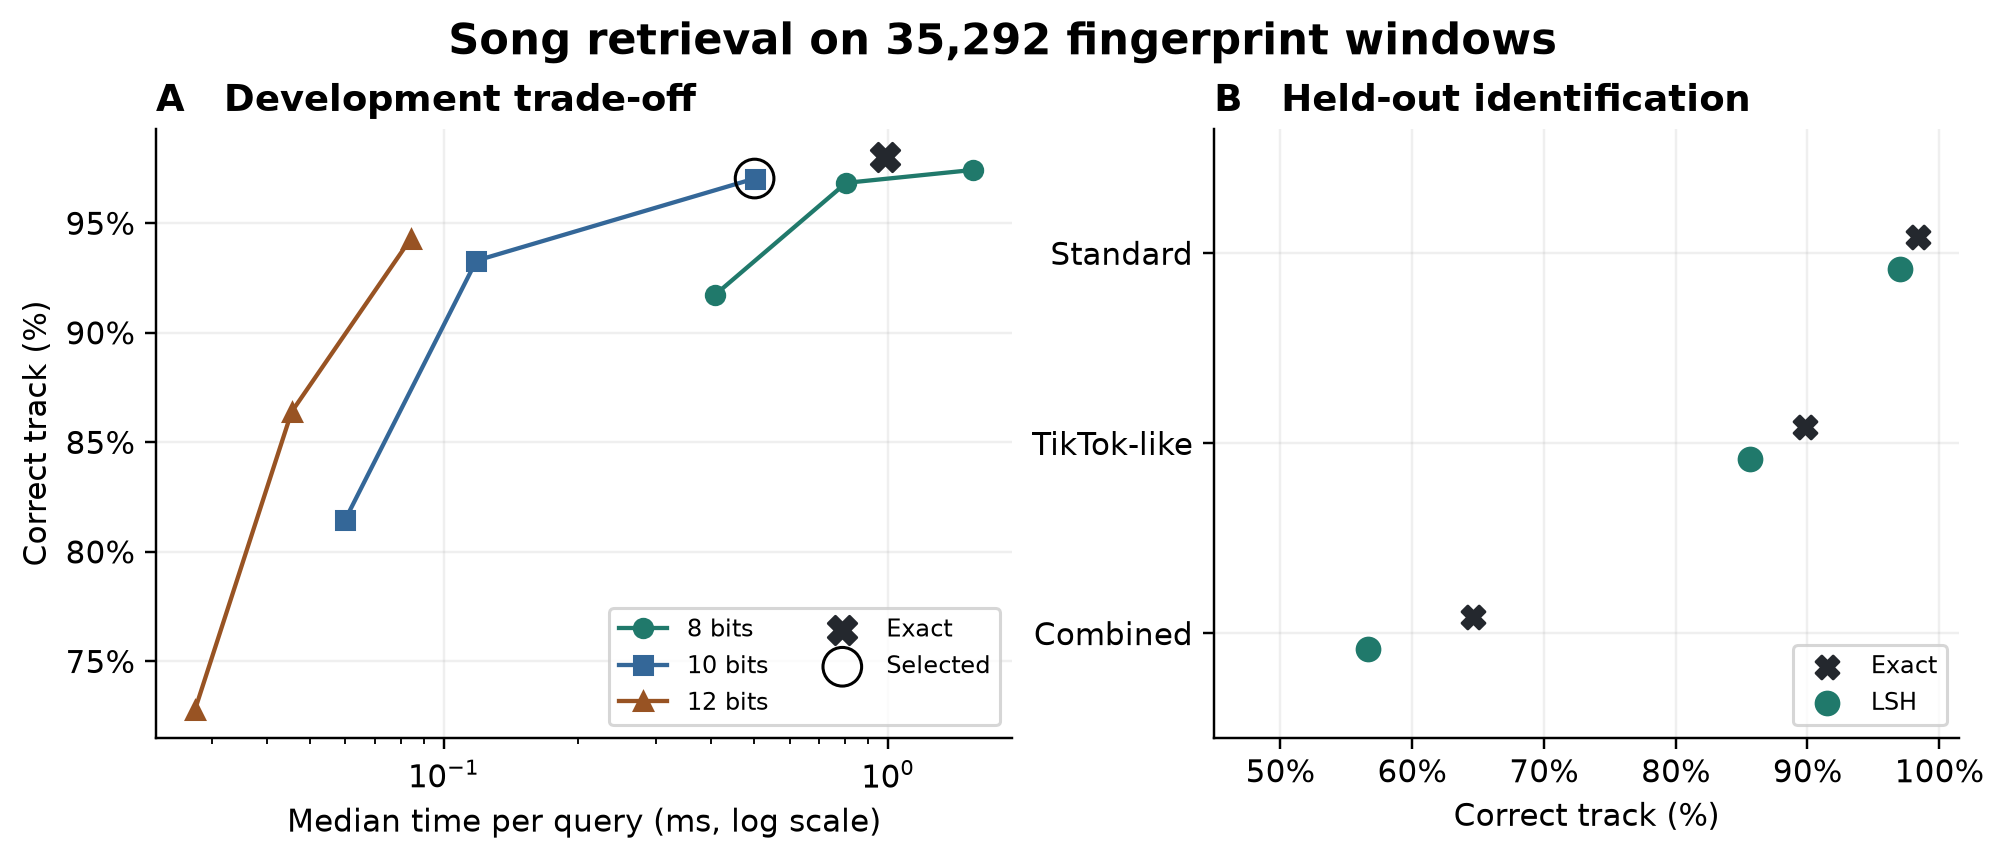 Song retrieval on 35,292 fingerprint windows
A Development trade-off
Correct track (%)
95%
90%
85%
80%
75%
8 bits
10 bits
12 bits
Exact
Selected
10⁻¹
10⁰
Median time per query (ms, log scale)
B Held-out identification
Standard
TikTok-like
Combined
Exact
LSH
50%
60%
70%
80%
90%
100%
Correct track (%)